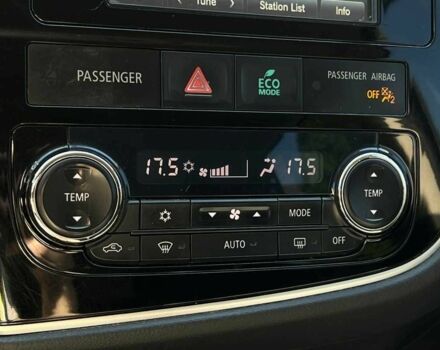 Tune
Station List
Info
PASSENGER
ECO
MODE
PASSENGER AIRBAG
OFF 2
17.5 17.5
TEMP
TEMP
MODE
AUTO
OFF